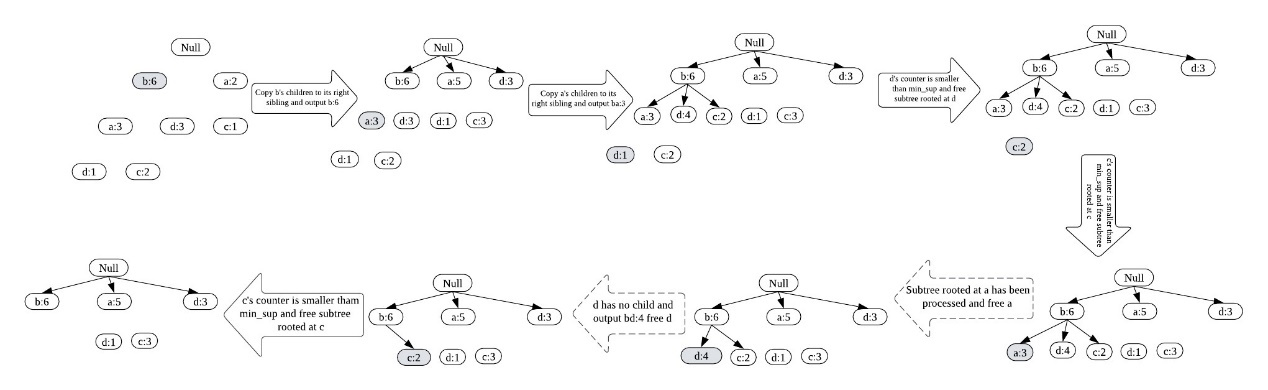 Null
b:6
a:2
a:3
d:3
c:1
d:1
c:2
Copy b's children to its right
sibling and output b:6
Null
b:6
a:5
d:3
a:3
d:3
d:1
c:3
d:1
c:2
Copy a's children to its
right sibling and output ba:3
Null
b:6
a:5
d:3
a:3
d:4
c:2
d:1
c:3
d:1
c:2
d's counter is smaller
than min_sup and free
subtree rooted at d
Null
b:6
a:5
d:3
a:3
d:4
c:2
d:1
c:3
c:2
c's counter is smaller than
min_sup and free subtree
rooted at c
Null
b:6
a:5
d:3
a:3
d:4
c:2
d:1
c:3
Subtree rooted at a has been
processed and free a
Null
b:6
a:5
d:3
d:4
c:2
d:1
c:3
d has no child and
output bd:4 free d
Null
b:6
a:5
d:3
c:2
d:1
c:3
c's counter is smaller tham
min_sup and free subtree
rooted at c
Null
b:6
a:5
d:3
d:1
c:3